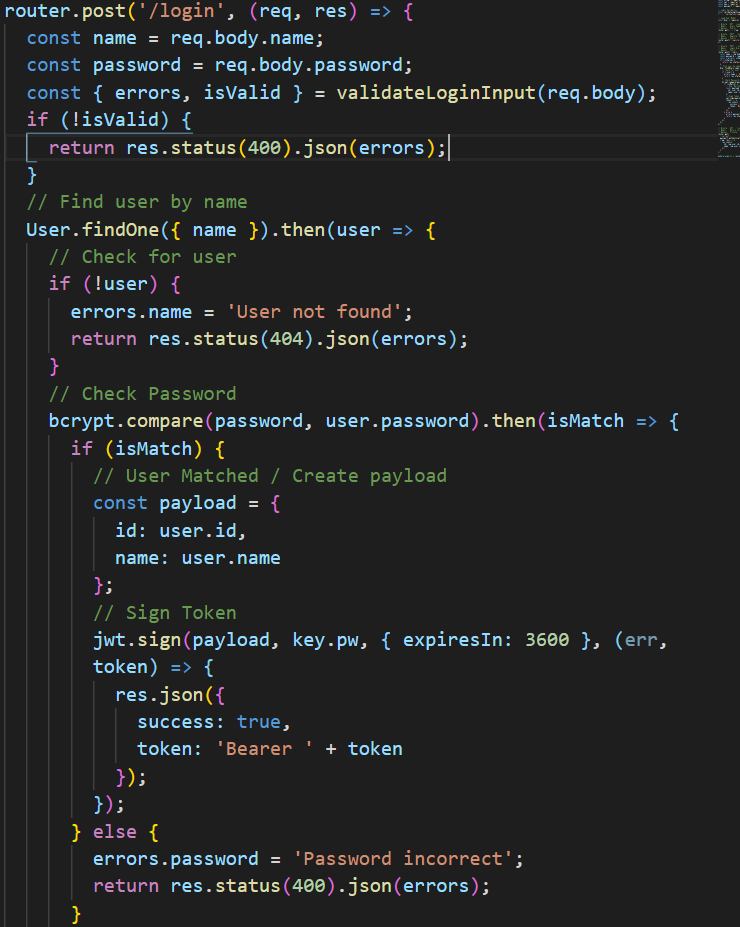 router.post('/login', (req, res) => {
  const name = req.body.name;
  const password = req.body.password;
  const { errors, isValid } = validateLoginInput(req.body);
  if (!isValid) {
    return res.status(400).json(errors);
  }
  // Find user by name
  User.findOne({ name }).then(user => {
    // Check for user
    if (!user) {
      errors.name = 'User not found';
      return res.status(404).json(errors);
    }
    // Check Password
    bcrypt.compare(password, user.password).then(isMatch => {
      if (isMatch) {
        // User Matched / Create payload
        const payload = {
          id: user.id,
          name: user.name
        };
        // Sign Token
        jwt.sign(payload, key.pw, { expiresIn: 3600 }, (err,
        token) => {
          res.json({
            success: true,
            token: 'Bearer ' + token
          });
        });
      } else {
        errors.password = 'Password incorrect';
        return res.status(400).json(errors);
      }